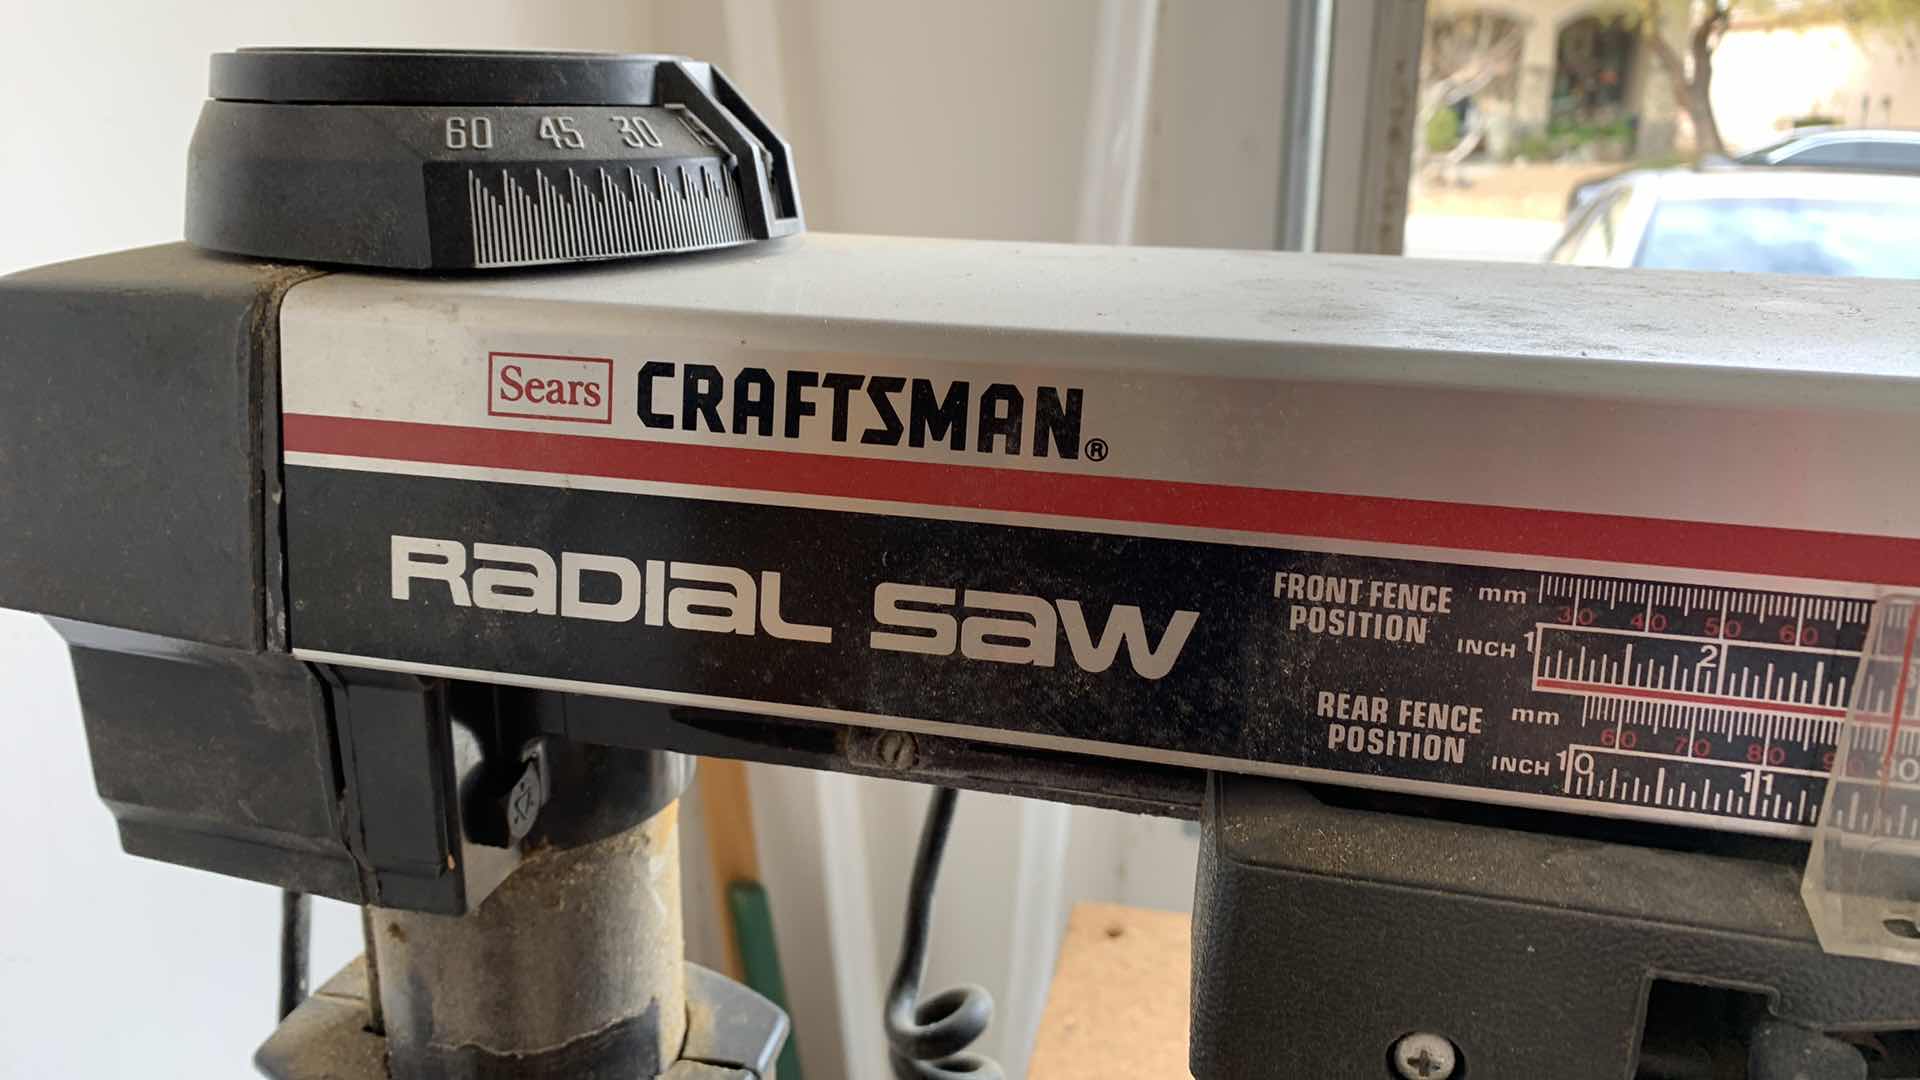 60 45 30 15
Sears CRAFTSMAN®
RADIAL SAW
FRONT FENCE POSITION mm 30 40 50 60
INCH 1 2
REAR FENCE POSITION mm 60 70 80
INCH 10 11